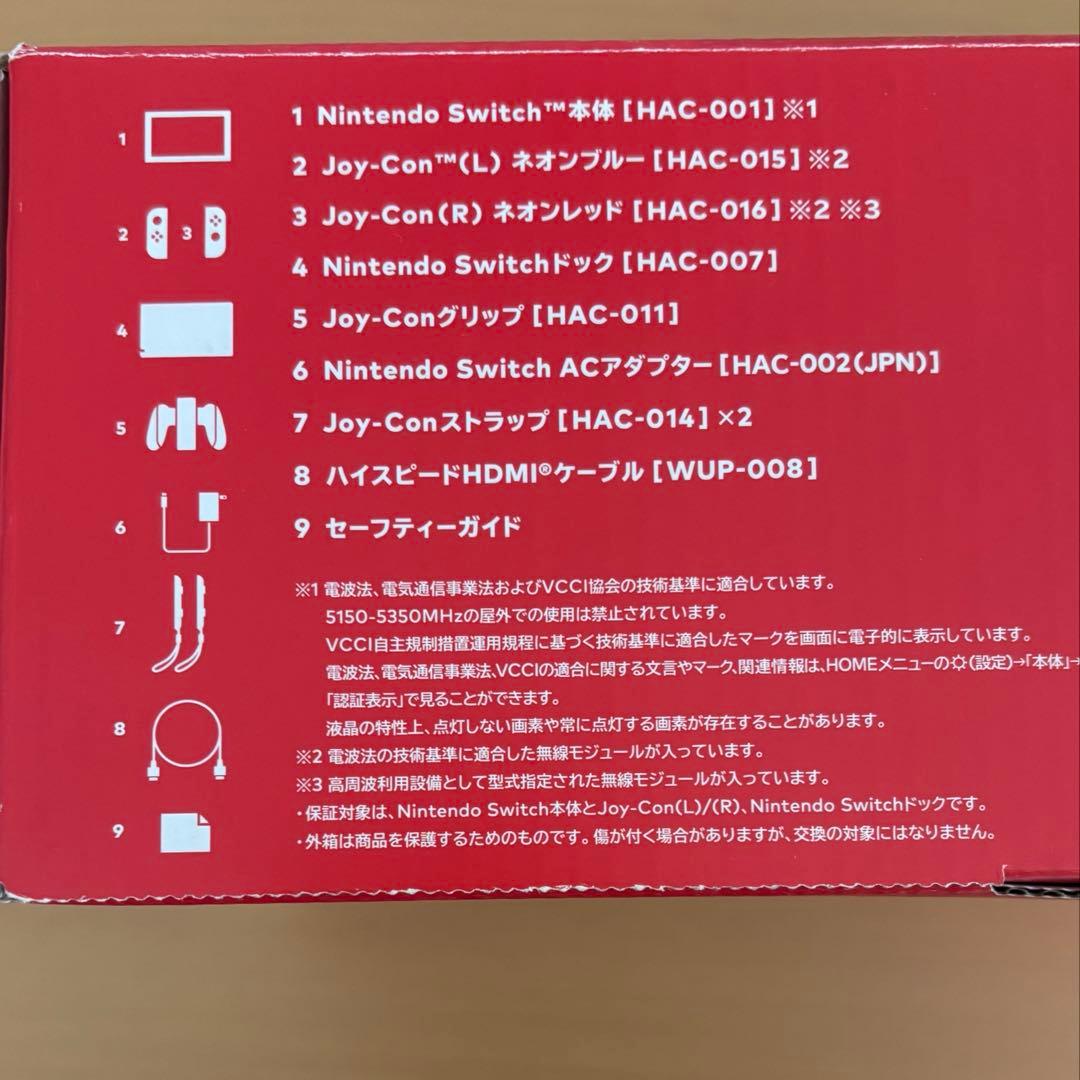 1 Nintendo Switch™本体[HAC-001]※1
2 Joy-Con™(L) ネオンブルー[HAC-015]※2
3 Joy-Con(R) ネオンレッド[HAC-016]※2 ※3
4 Nintendo Switchドック[HAC-007]
5 Joy-Conグリップ[HAC-011]
6 Nintendo Switch ACアダプター[HAC-002(JPN)]
7 Joy-Conストラップ[HAC-014]×2
8 ハイスピードHDMI®ケーブル[WUP-008]
9 セーフティーガイド
※1 電波法、電気通信事業法およびVCCI協会の技術基準に適合しています。
5150-5350MHzの屋外での使用は禁止されています。
VCCI自主規制措置運用規程に基づく技術基準に適合したマークを画面に電子的に表示しています。
電波法、電気通信事業法、VCCIの適合に関する文言やマーク、関連情報は、HOMEメニューの(設定)→「本体」→
「認証表示」で見ることができます。
液晶の特性上、点灯しない画素や常に点灯する画素が存在することがあります。
※2 電波法の技術基準に適合した無線モジュールが入っています。
※3 高周波利用設備として型式指定された無線モジュールが入っています。
・保証対象は、Nintendo Switch本体とJoy-Con(L)/(R)、Nintendo Switchドックです。
・外箱は商品を保護するためのものです。傷が付く場合がありますが、交換の対象にはなりません。
1
2
3
4
5
6
7
8
9